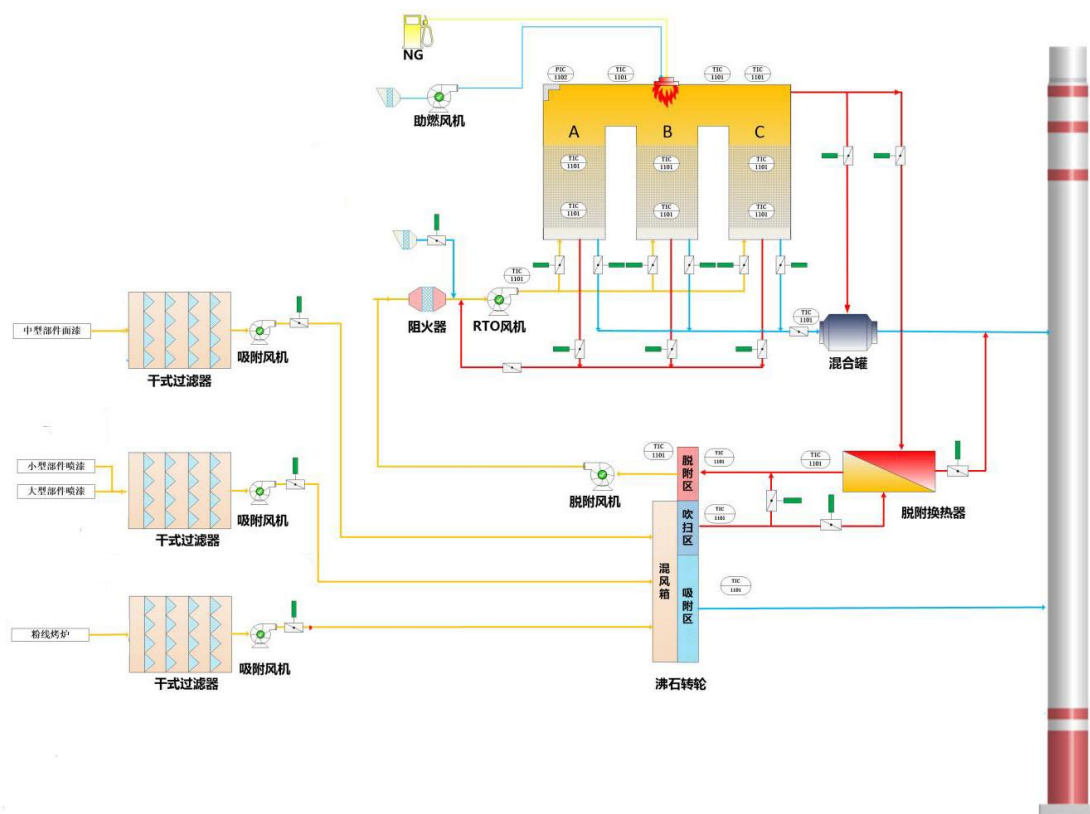 NG
助燃风机
PIC
1102
TIC
1101
TIC
1101
TIC
1101
A
B
C
TIC
1101
TIC
1101
TIC
1101
TIC
1101
TIC
1101
TIC
1101
TIC
1101
阻火器
RTO风机
TIC
1101
混合罐
中型部件面漆
吸附风机
干式过滤器
小型部件喷漆
大型部件喷漆
吸附风机
干式过滤器
TIC
1101
脱附区
TIC
1101
TIC
1101
脱附风机
脱附换热器
吹扫区
TIC
1101
混风箱
吸附区
TIC
1101
粉线烤炉
吸附风机
干式过滤器
沸石转轮